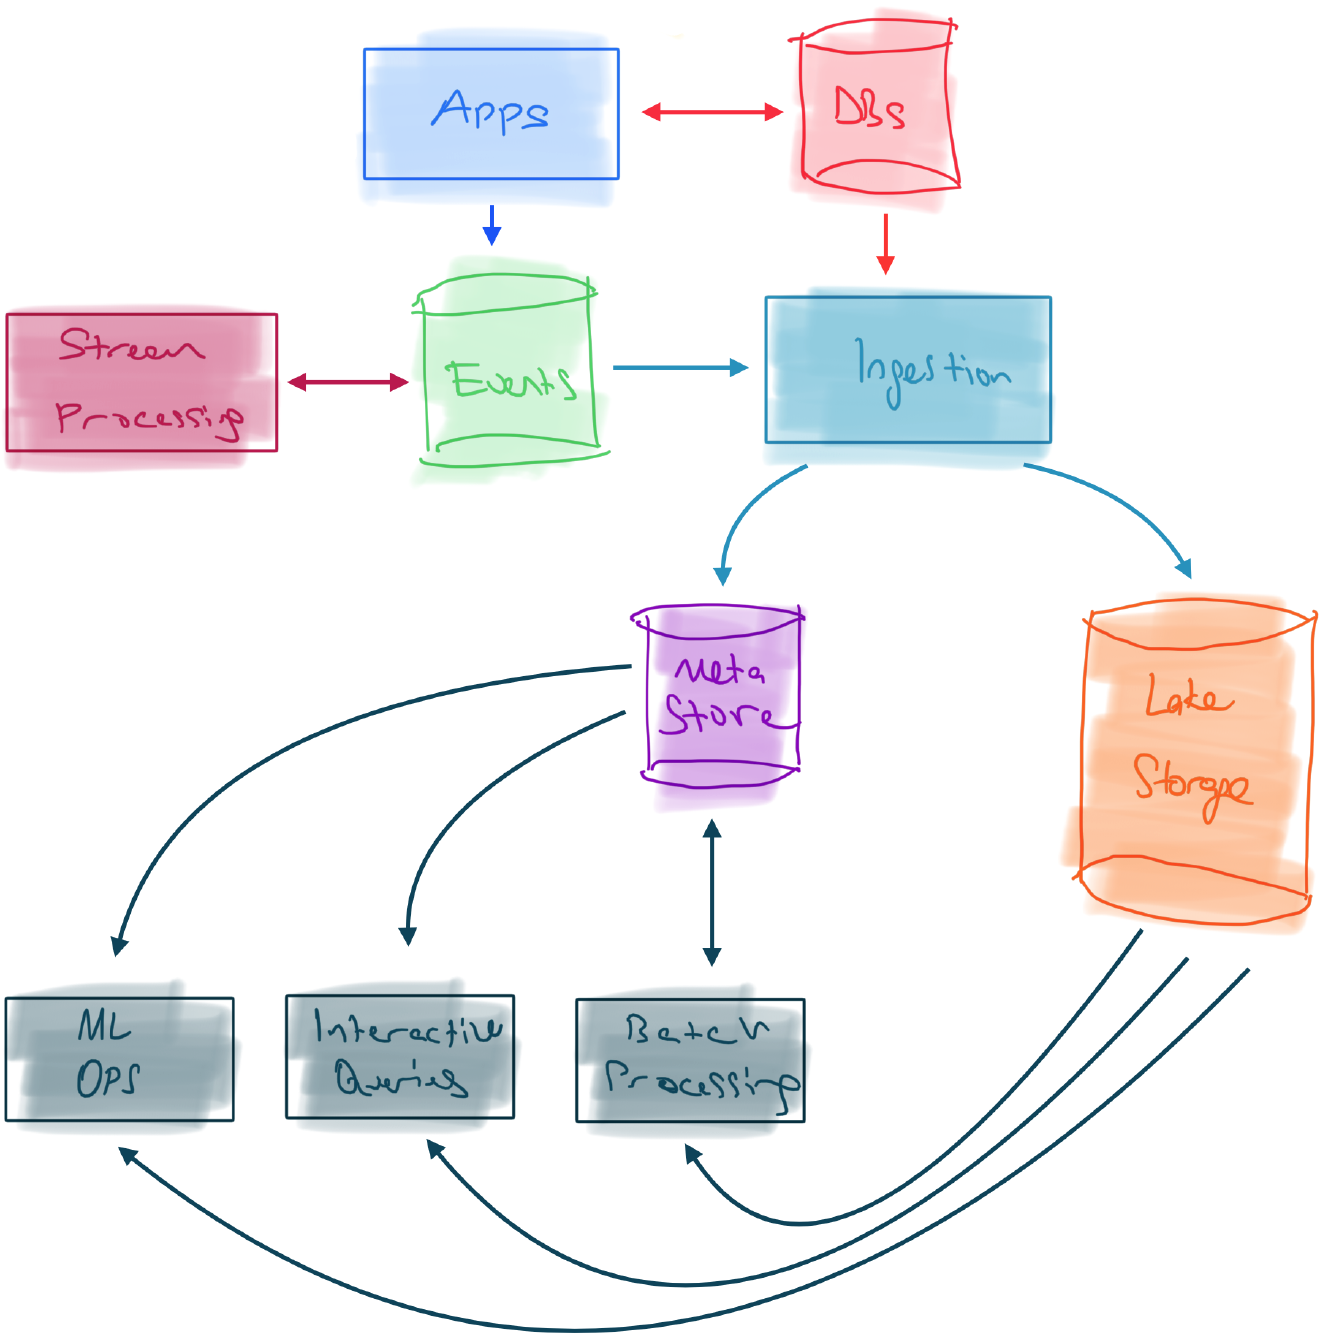 Apps
DBs
Stream
Processing
Events
Ingestion
Meta
Store
Lake
Storage
ML
OPS
Interactive
Queries
Batch
Processing